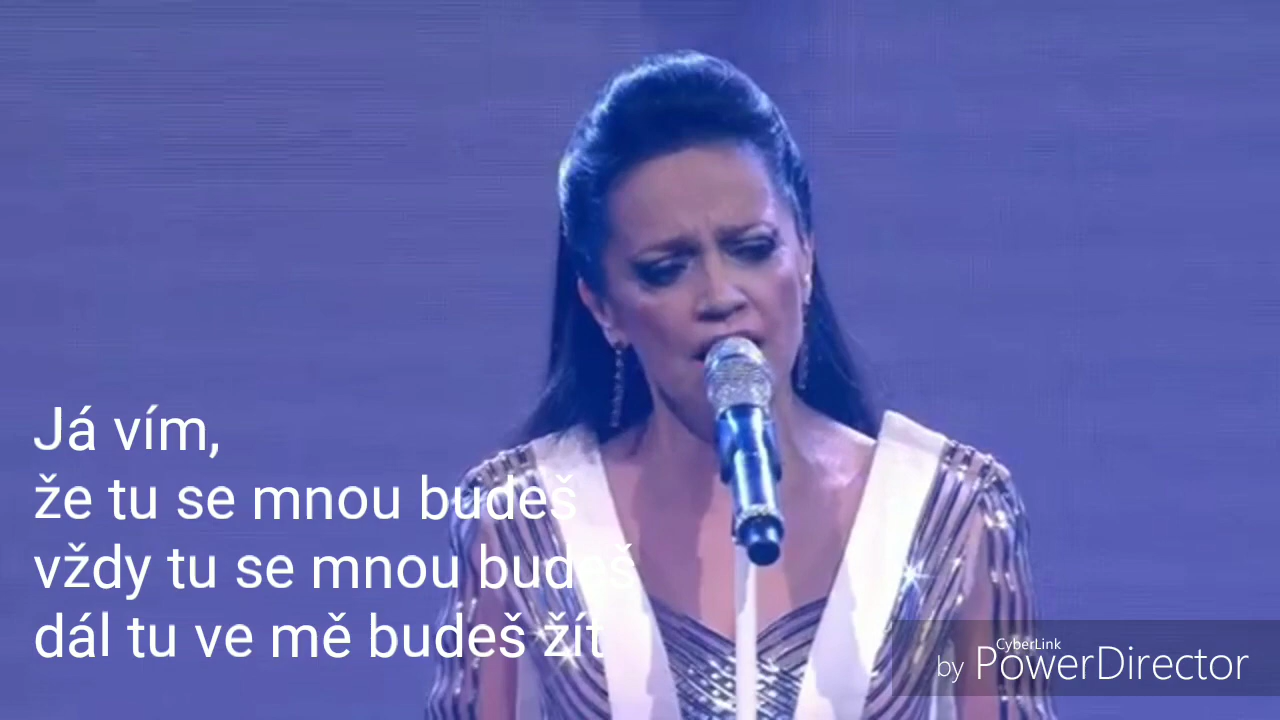 Já vím,
že tu se mnou budeš
vždy tu se mnou budeš
dál tu ve mě budeš žít
CyberLink
by PowerDirector